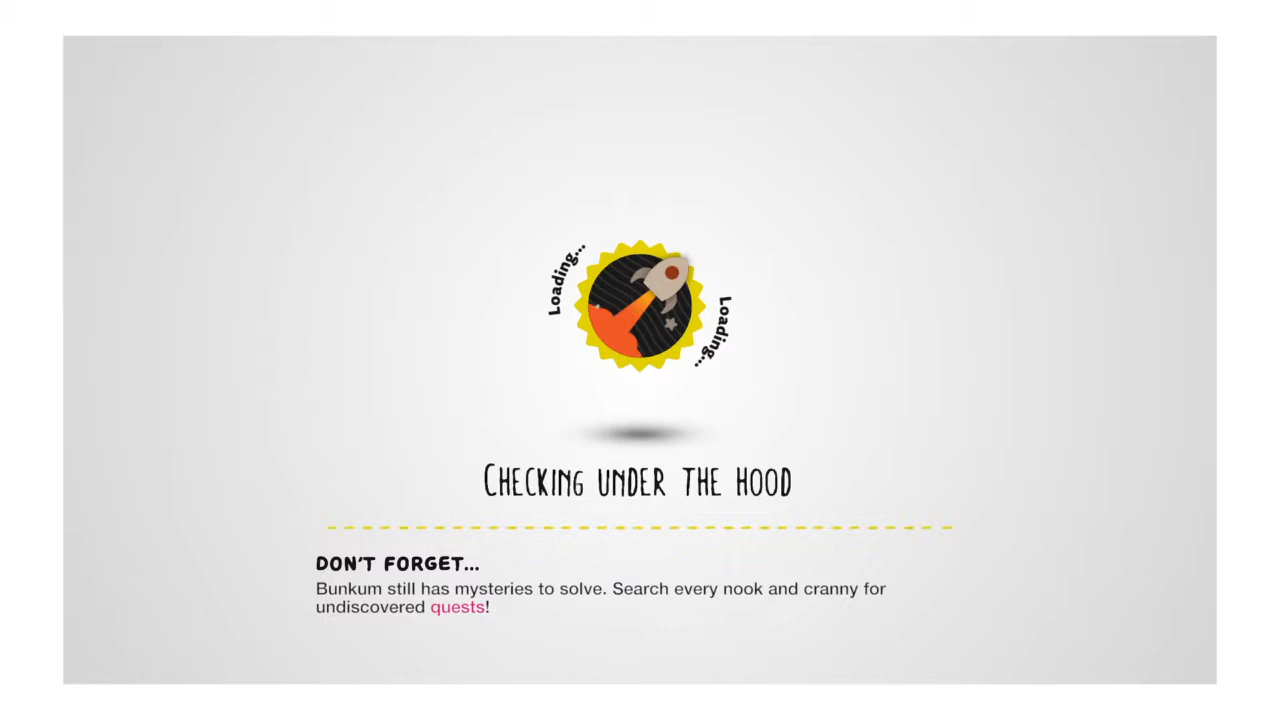 Loading...
Loading...
Checking under the hood
DON'T FORGET...
Bunkum still has mysteries to solve. Search every nook and cranny for
undiscovered quests!